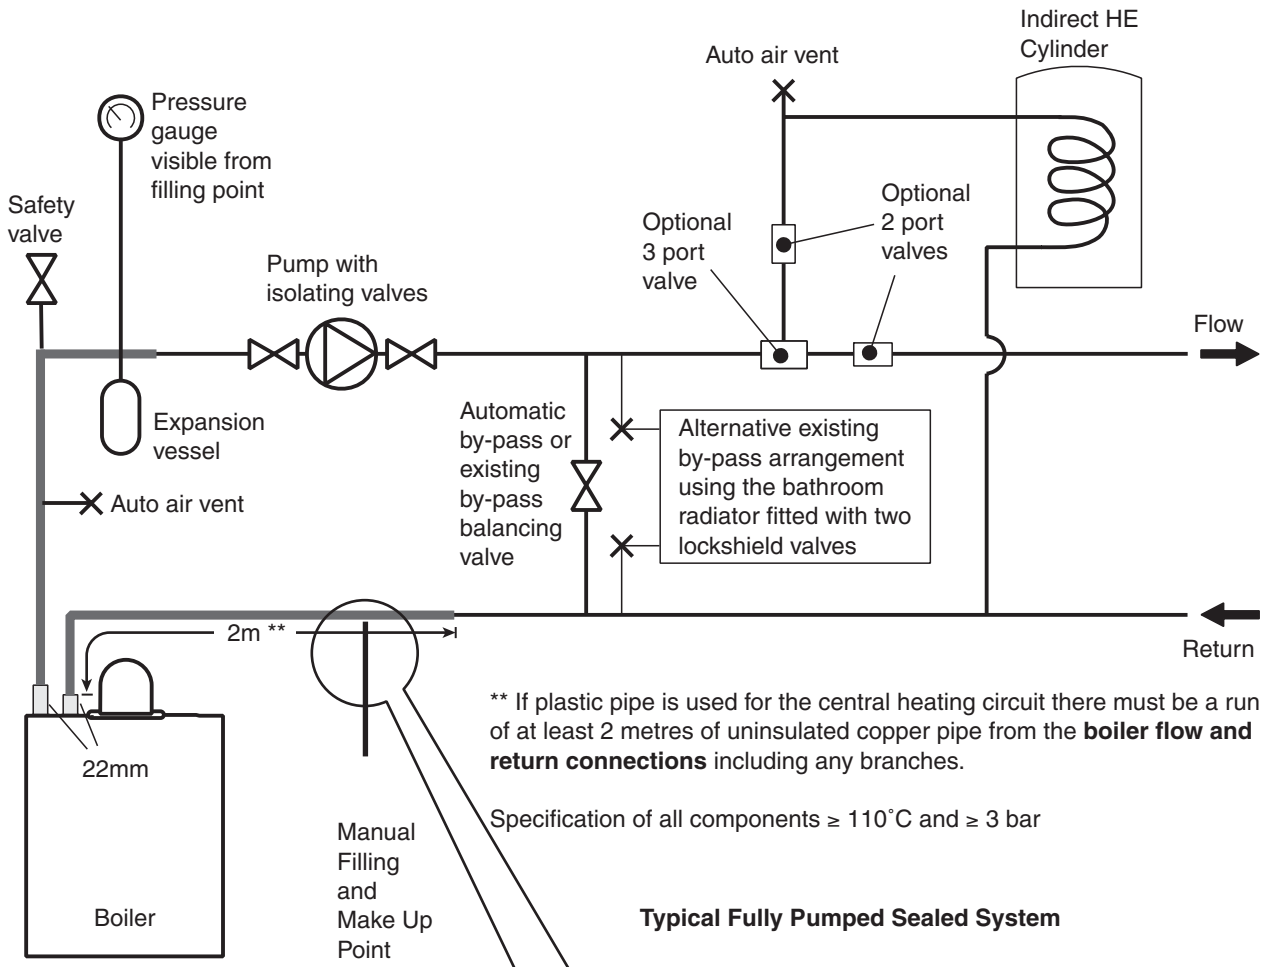 Indirect HE
Cylinder
Auto air vent
Pressure
gauge
visible from
filling point
Safety
valve
Optional
2 port
valves
Optional
3 port
valve
Pump with
isolating valves
Flow
Automatic
by-pass or
existing
by-pass
balancing
valve
Alternative existing
by-pass arrangement
using the bathroom
radiator fitted with two
lockshield valves
Expansion
vessel
Auto air vent
2m **
Return
** If plastic pipe is used for the central heating circuit there must be a run
of at least 2 metres of uninsulated copper pipe from the boiler flow and
return connections including any branches.
22mm
Specification of all components ≥ 110˚C and ≥ 3 bar
Manual
Filling
and
Make Up
Point
Boiler
Typical Fully Pumped Sealed System